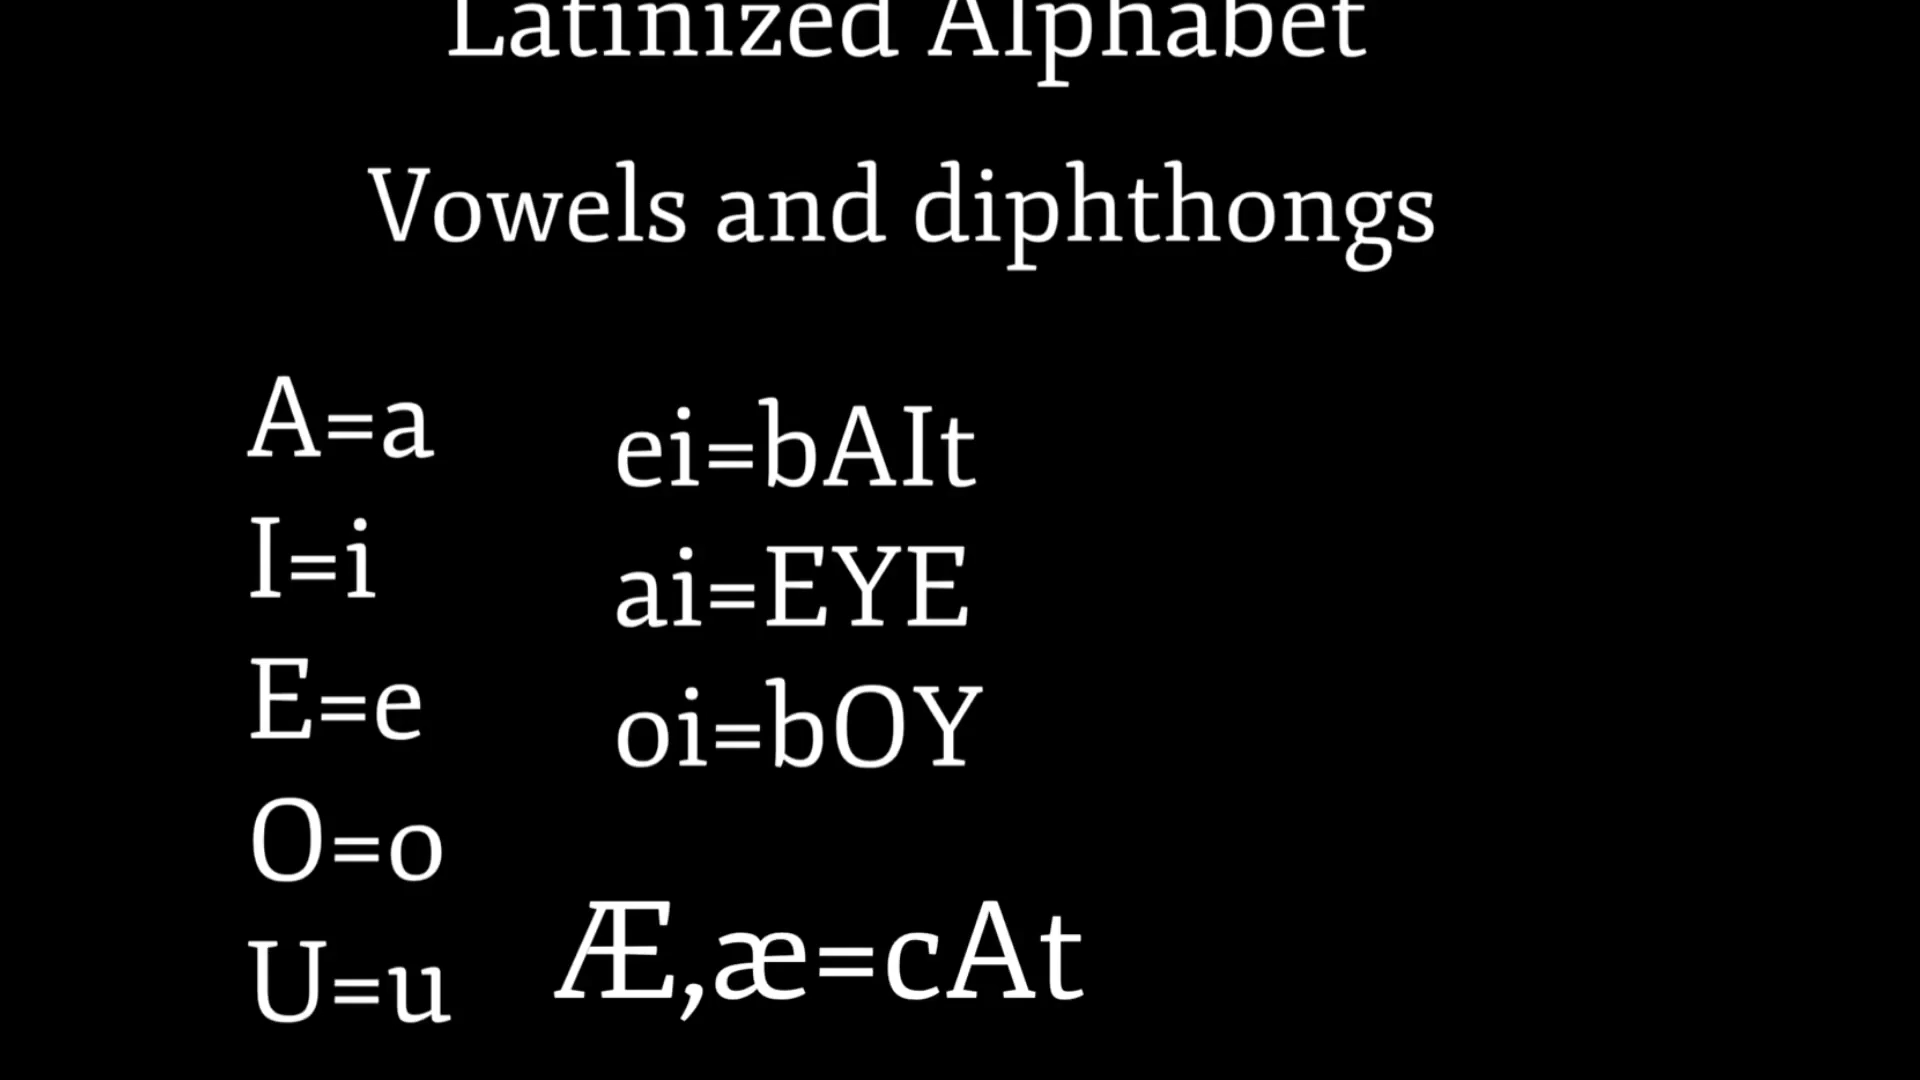 Latinized Alphabet
Vowels and diphthongs
A=a
I=i
E=e
O=o
U=u
ei=bAIt
ai=EYE
oi=bOY
Æ,æ=cAt